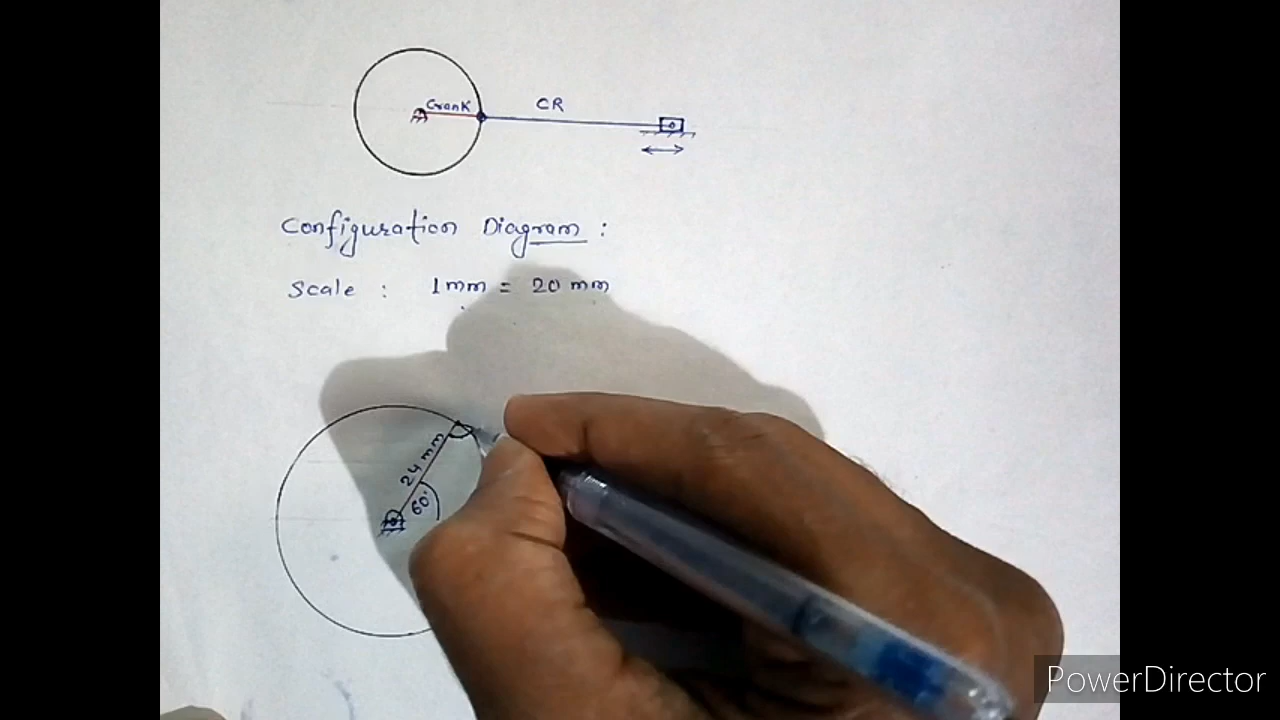 Crank CR
Configuration Diagram :
Scale : 1mm = 20 mm
24 mm
60°
PowerDirector